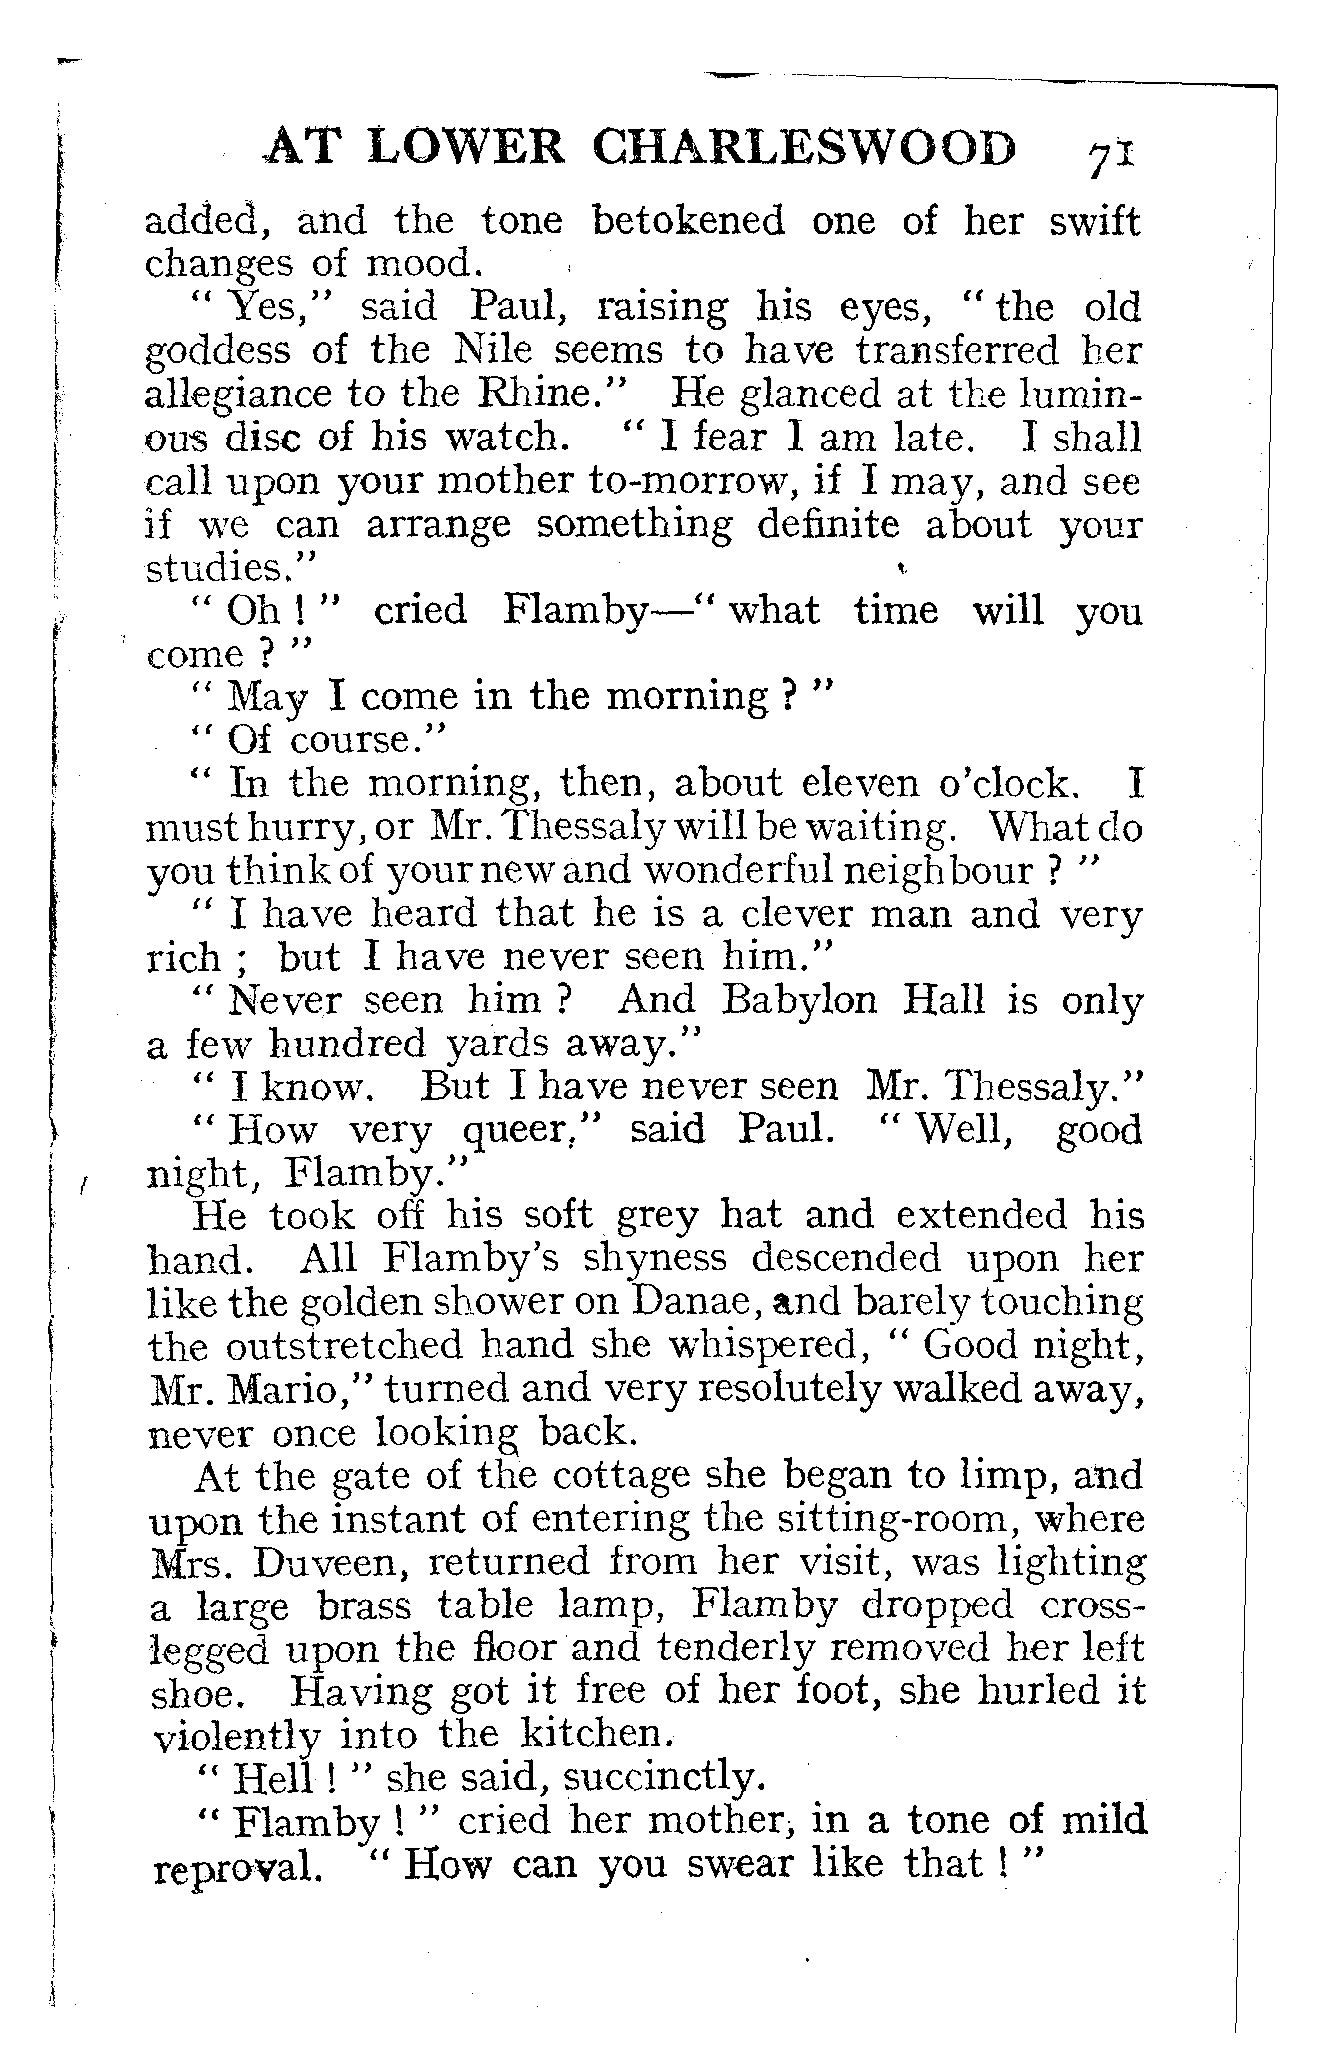 AT LOWER CHARLESWOOD 71
added, and the tone betokened one of her swift
changes of mood.
“ Yes,” said Paul, raising his eyes, “ the old
goddess of the Nile seems to have transferred her
allegiance to the Rhine.” He glanced at the lumin-
ous disc of his watch. “ I fear I am late. I shall
call upon your mother to-morrow, if I may, and see
if we can arrange something definite about your
studies.”
“ Oh ! ” cried Flamby—“ what time will you
come ? ”
“ May I come in the morning ? ”
“ Of course.”
“ In the morning, then, about eleven o’clock. I
must hurry, or Mr. Thessaly will be waiting. What do
you think of your new and wonderful neighbour ? ”
“ I have heard that he is a clever man and very
rich ; but I have never seen him.”
“ Never seen him ? And Babylon Hall is only
a few hundred yards away.”
“ I know. But I have never seen Mr. Thessaly.”
“ How very queer,” said Paul. “ Well, good
night, Flamby.”
He took off his soft grey hat and extended his
hand. All Flamby’s shyness descended upon her
like the golden shower on Danae, and barely touching
the outstretched hand she whispered, “ Good night,
Mr. Mario,” turned and very resolutely walked away,
never once looking back.
At the gate of the cottage she began to limp, and
upon the instant of entering the sitting-room, where
Mrs. Duveen, returned from her visit, was lighting
a large brass table lamp, Flamby dropped cross-
legged upon the floor and tenderly removed her left
shoe. Having got it free of her foot, she hurled it
violently into the kitchen.
“ Hell ! ” she said, succinctly.
“ Flamby ! ” cried her mother, in a tone of mild
reproval. “ How can you swear like that ! ”